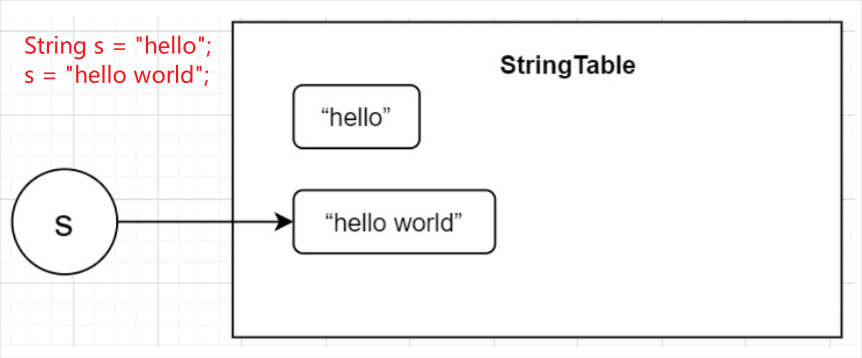 String s = "hello";
s = "hello world";
StringTable
“hello”
s
“hello world”